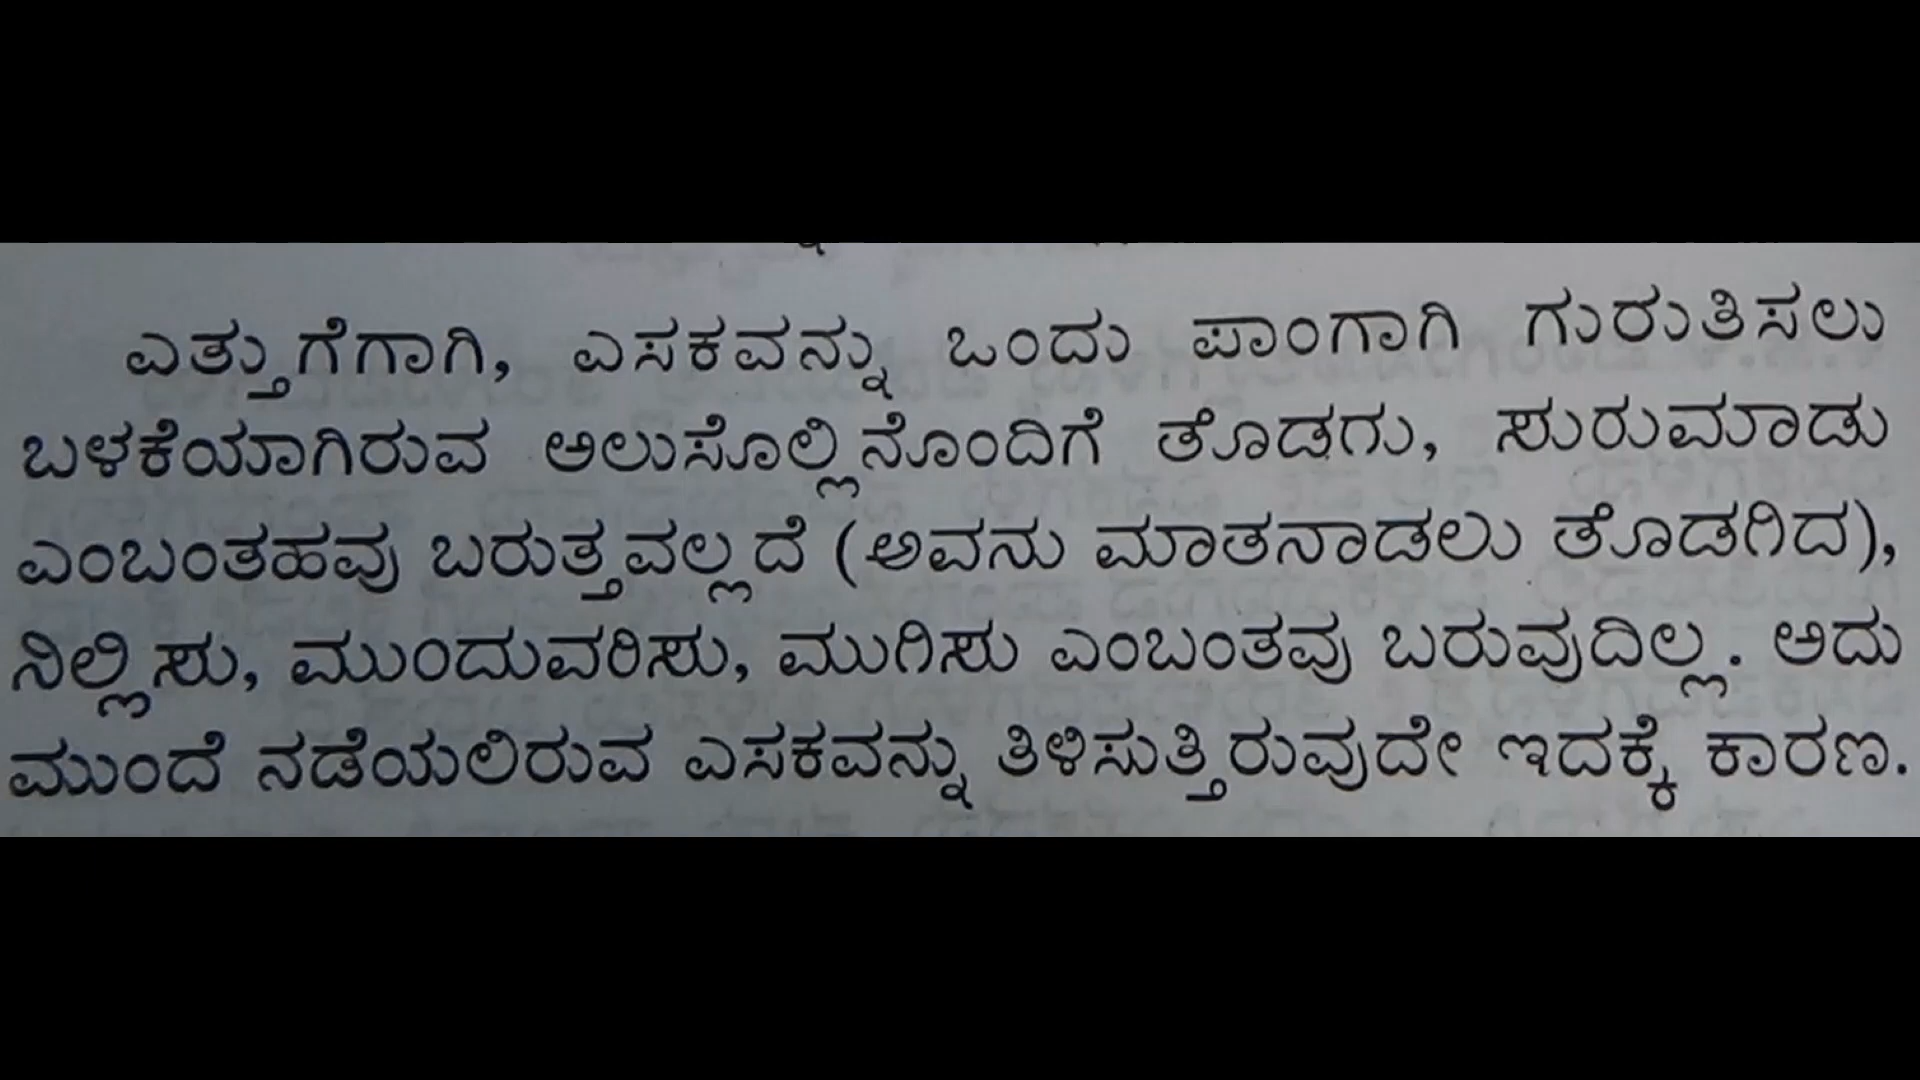 ಎತ್ತುಗೆಗಾಗಿ, ಎಸಕವನ್ನು ಒಂದು ಪಾಂಗಾಗಿ ಗುರುತಿಸಲು
ಬಳಕೆಯಾಗಿರುವ ಅಲುಸೊಲ್ಲಿನೊಂದಿಗೆ ತೊಡಗು, ಸುರುಮಾಡು
ಎಂಬಂತಹವು ಬರುತ್ತವಲ್ಲದೆ (ಅವನು ಮಾತನಾಡಲು ತೊಡಗಿದ),
ನಿಲ್ಲಿಸು, ಮುಂದುವರಿಸು, ಮುಗಿಸು ಎಂಬಂತವು ಬರುವುದಿಲ್ಲ. ಅದು
ಮುಂದೆ ನಡೆಯಲಿರುವ ಎಸಕವನ್ನು ತಿಳಿಸುತ್ತಿರುವುದೇ ಇದಕ್ಕೆ ಕಾರಣ.